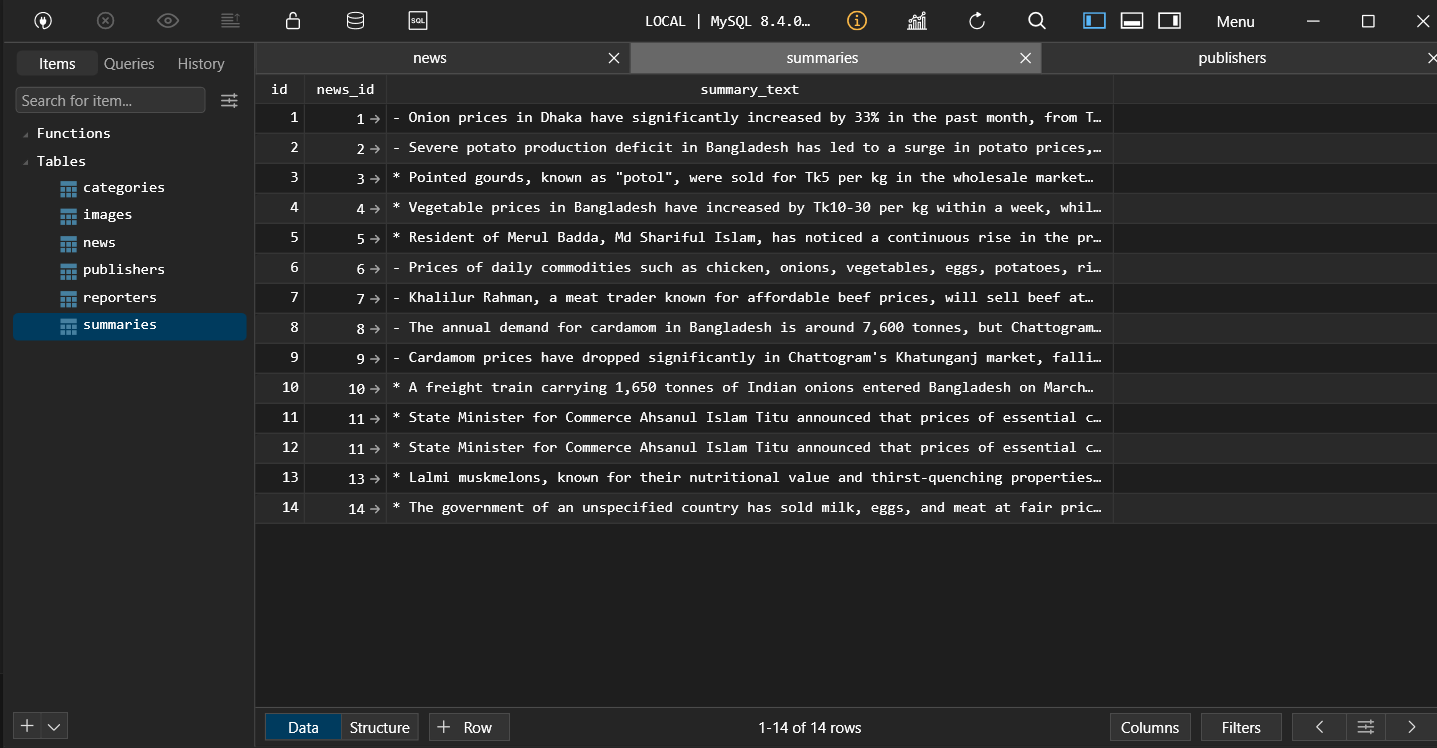 SQL
LOCAL | MySQL 8.4.0…
Menu
Items Queries History
Search for item...
Functions
Tables
categories
images
news
publishers
reporters
summaries
news summaries publishers
id news_id summary_text
1 1 → - Onion prices in Dhaka have significantly increased by 33% in the past month, from T…
2 2 → - Severe potato production deficit in Bangladesh has led to a surge in potato prices,…
3 3 → * Pointed gourds, known as "potol", were sold for Tk5 per kg in the wholesale market…
4 4 → * Vegetable prices in Bangladesh have increased by Tk10-30 per kg within a week, whil…
5 5 → * Resident of Merul Badda, Md Shariful Islam, has noticed a continuous rise in the pr…
6 6 → - Prices of daily commodities such as chicken, onions, vegetables, eggs, potatoes, ri…
7 7 → - Khalilur Rahman, a meat trader known for affordable beef prices, will sell beef at…
8 8 → - The annual demand for cardamom in Bangladesh is around 7,600 tonnes, but Chattogram…
9 9 → - Cardamom prices have dropped significantly in Chattogram's Khatunganj market, falli…
10 10 → * A freight train carrying 1,650 tonnes of Indian onions entered Bangladesh on March…
11 11 → * State Minister for Commerce Ahsanul Islam Titu announced that prices of essential c…
12 11 → * State Minister for Commerce Ahsanul Islam Titu announced that prices of essential c…
13 13 → * Lalmi muskmelons, known for their nutritional value and thirst-quenching properties…
14 14 → * The government of an unspecified country has sold milk, eggs, and meat at fair pric…
Data Structure + Row 1-14 of 14 rows Columns Filters